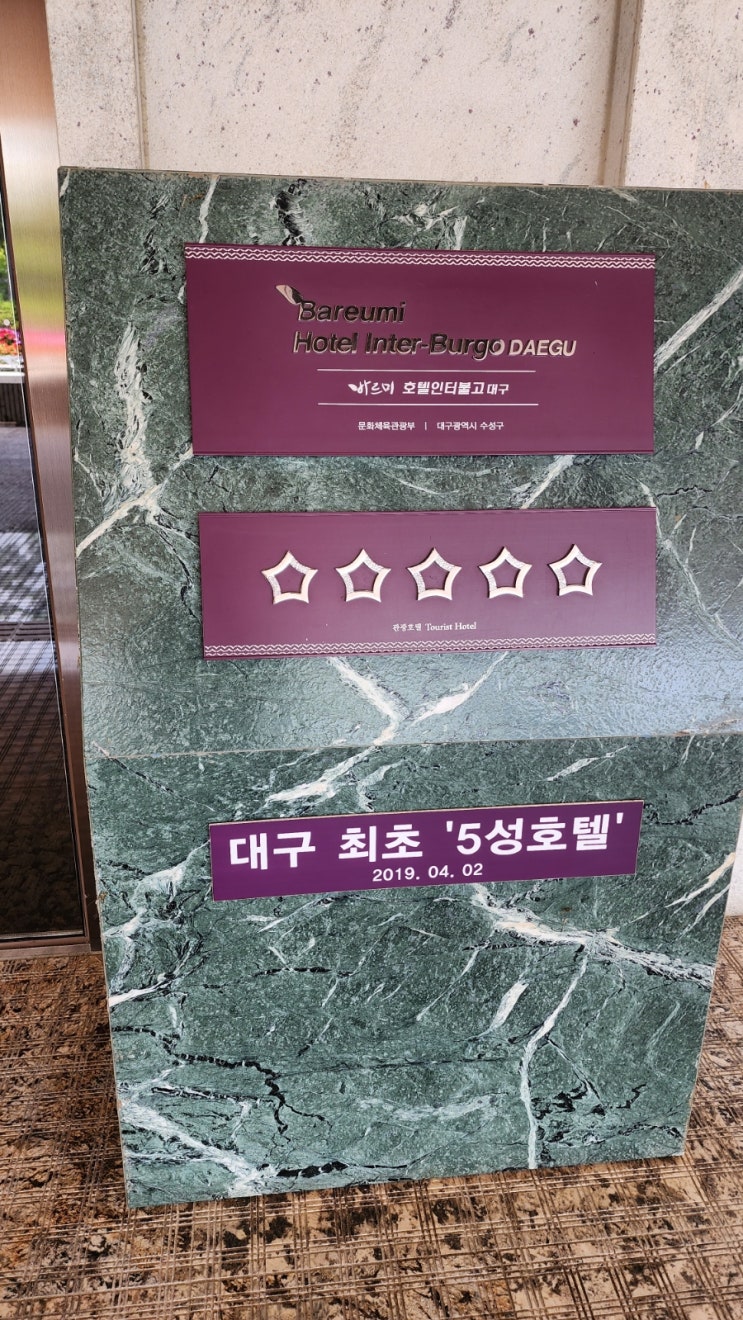 Bareumi
Hotel Inter-Burgo DAEGU
바르미 호텔인터불고 대구
문화체육관광부 | 대구광역시 수성구
관광호텔 Tourist Hotel
대구 최초 '5성호텔'
2019. 04. 02